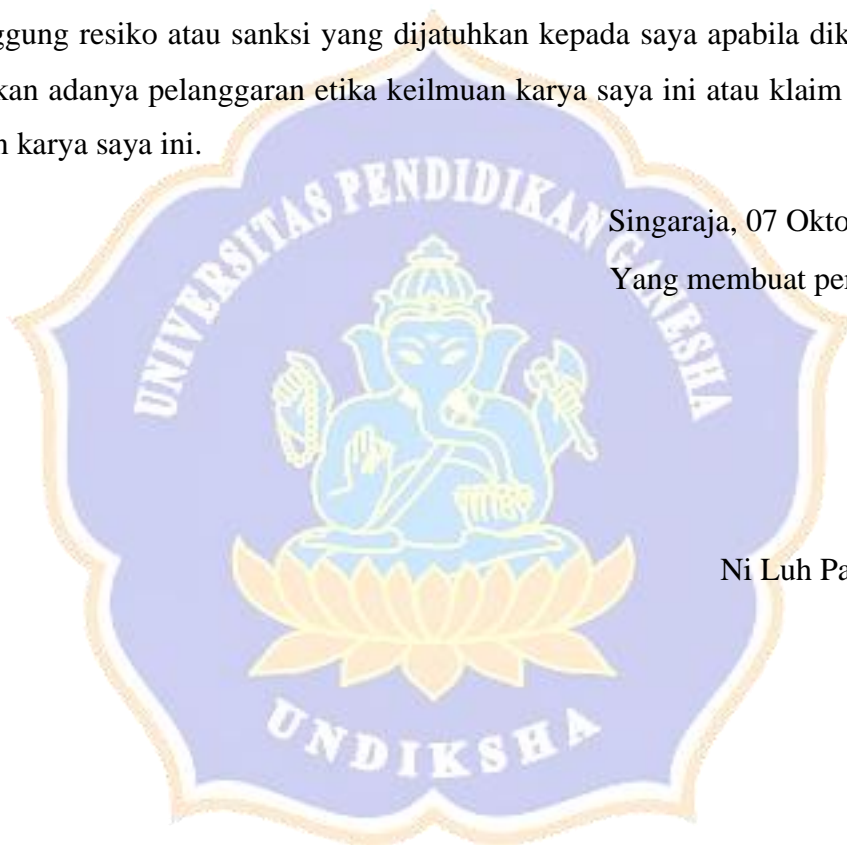 ggung resiko atau sanksi yang dijatuhkan kepada saya apabila dik
kan adanya pelanggaran etika keilmuan karya saya ini atau klaim
n karya saya ini.
UNIVERSITAS PENDIDIKAN GANESHA
Singaraja, 07 Okto
Yang membuat per
Ni Luh Pa
UNDIKSHA